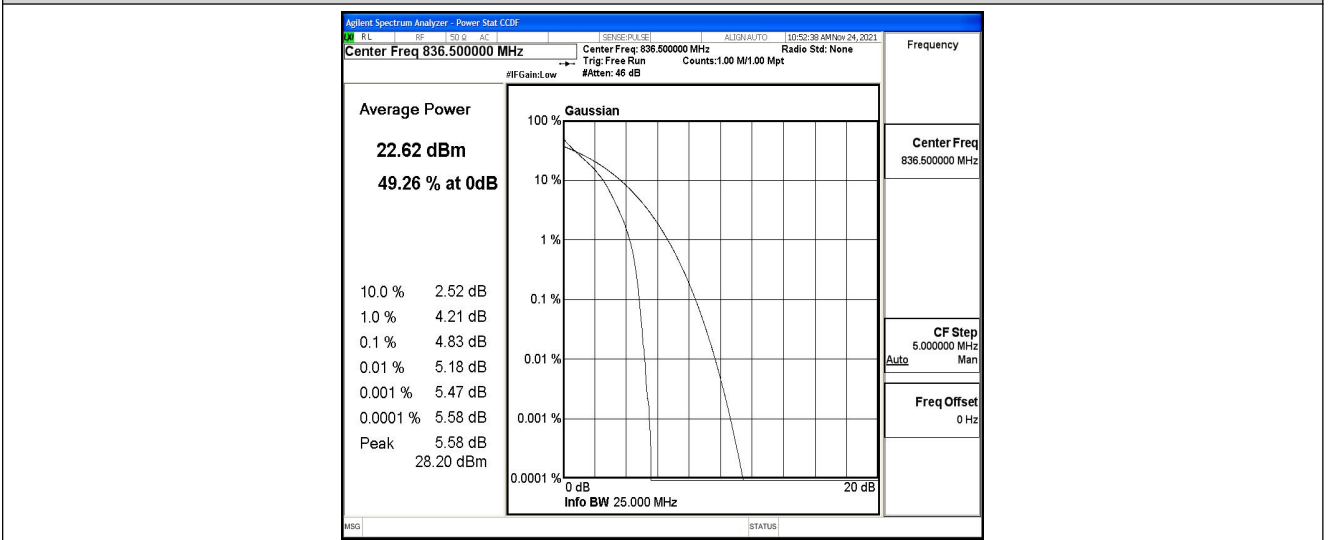 Agilent Spectrum Analyzer - Power Stat CCDF
RL RF 50 Ω AC SENSE:PULSE ALIGN AUTO 10:52:38 AM Nov 24, 2021
Center Freq 836.500000 MHz
Center Freq: 836.500000 MHz Radio Std: None
Trig: Free Run Counts:1.00 M/1.00 Mpt
#IFGain:Low #Atten: 46 dB
Frequency
Average Power
22.62 dBm
49.26 % at 0dB
10.0 % 2.52 dB
1.0 % 4.21 dB
0.1 % 4.83 dB
0.01 % 5.18 dB
0.001 % 5.47 dB
0.0001 % 5.58 dB
Peak 5.58 dB
28.20 dBm
Gaussian
100 %
10 %
1 %
0.1 %
0.01 %
0.001 %
0.0001 %
0 dB 20 dB
Info BW 25.000 MHz
Center Freq
836.500000 MHz
CF Step
5.000000 MHz
Auto Man
Freq Offset
0 Hz
MSG STATUS